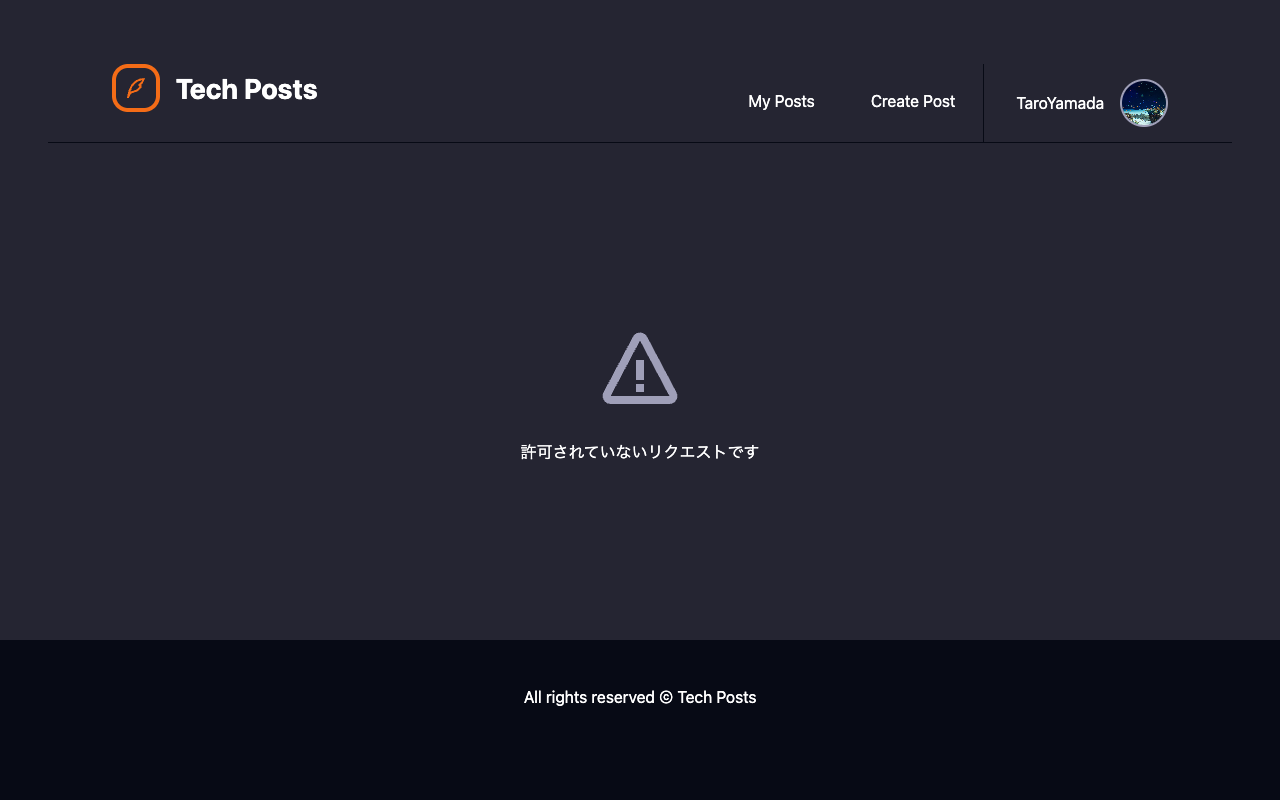 Tech Posts
My Posts
Create Post
TaroYamada
許可されていないリクエストです
All rights reserved © Tech Posts